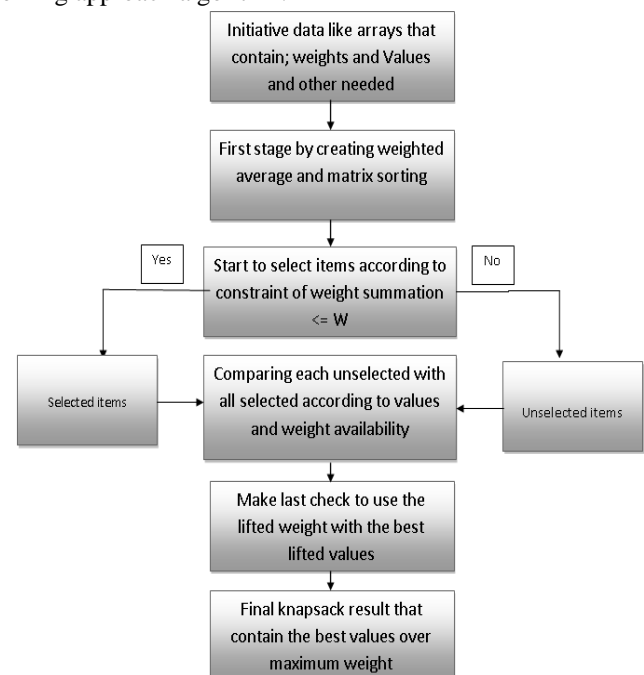 Initiative data like arrays that
contain; weights and Values
and other needed
First stage by creating weighted
average and matrix sorting
Yes
Start to select items according to
constraint of weight summation
<= W
No
Selected items
Comparing each unselected with
all selected according to values
and weight availability
Unselected items
Make last check to use the
lifted weight with the best
lifted values
Final knapsack result that
contain the best values over
maximum weight